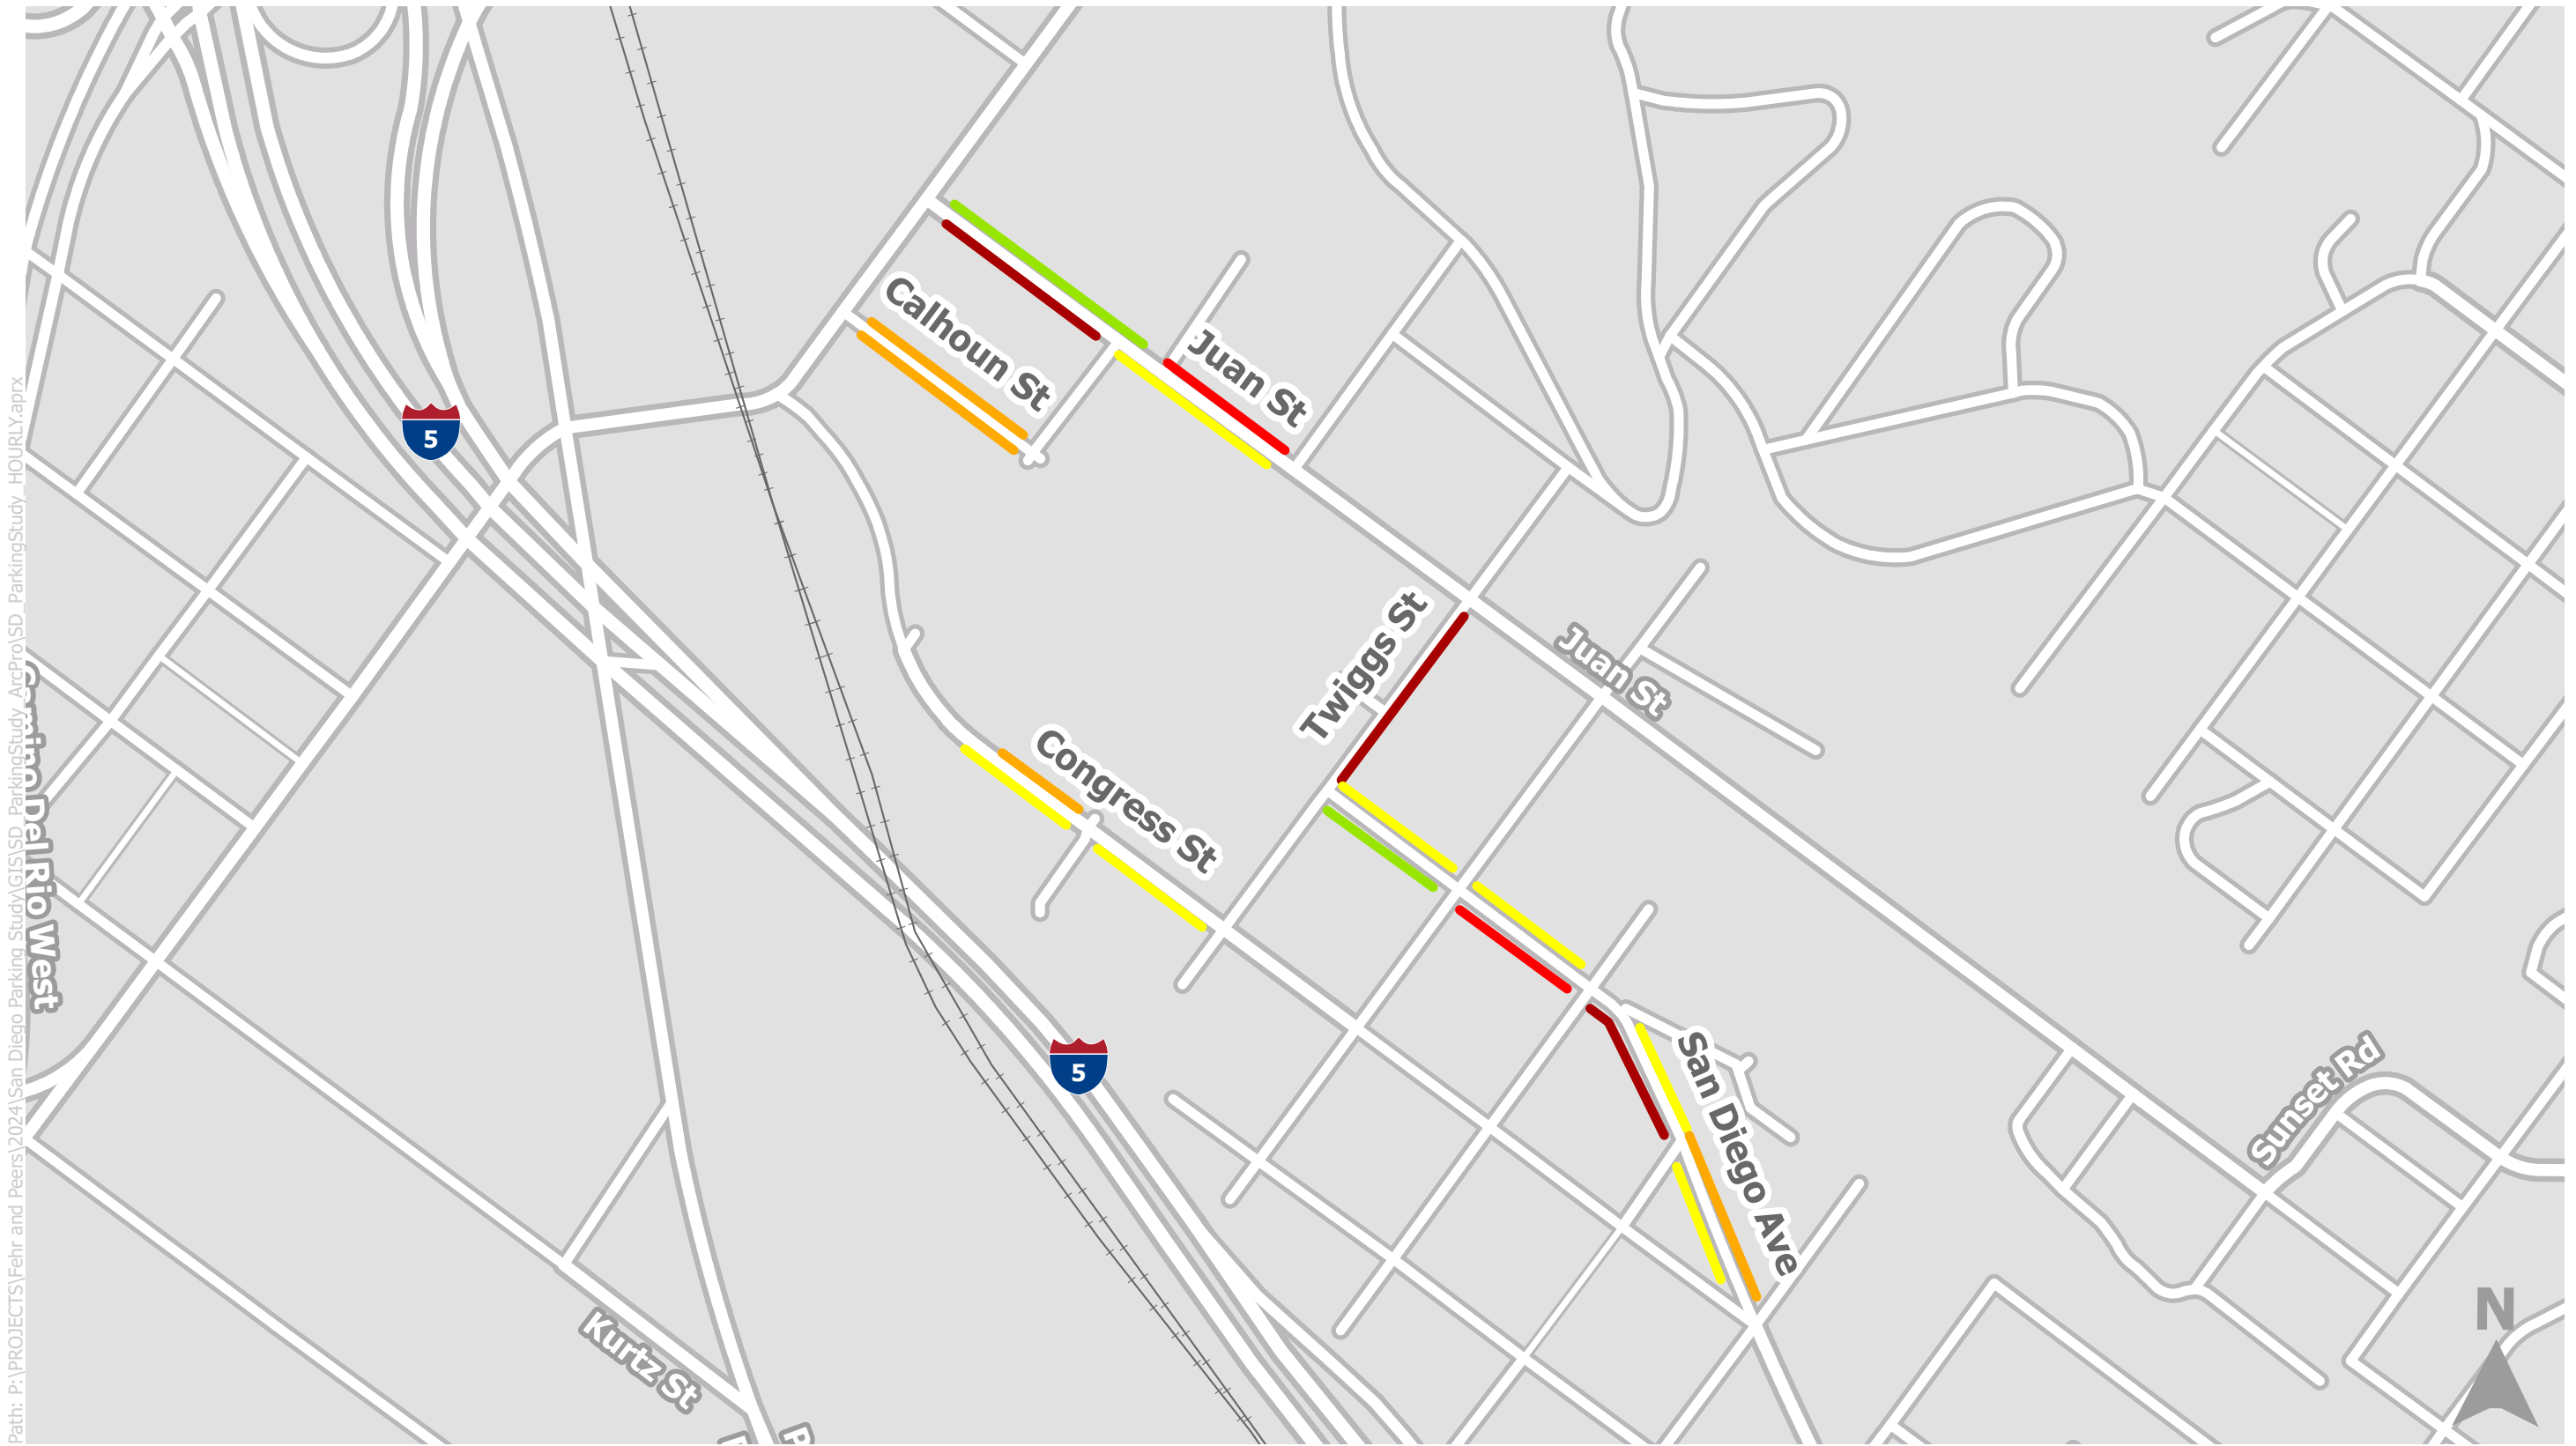 Calhoun St
Juan St
5
Twiggs St
Juan St
Congress St
Camino Del Rio West
5
San Diego Ave
Sunset Rd
N
Kurtz St
P
Path: P:\PROJECTS\Fehr and Peers\2024\San Diego Parking Study\GIS\SD_ParkingStudy_ArcPro\SD_ParkingStudy_HOURLY.aprx